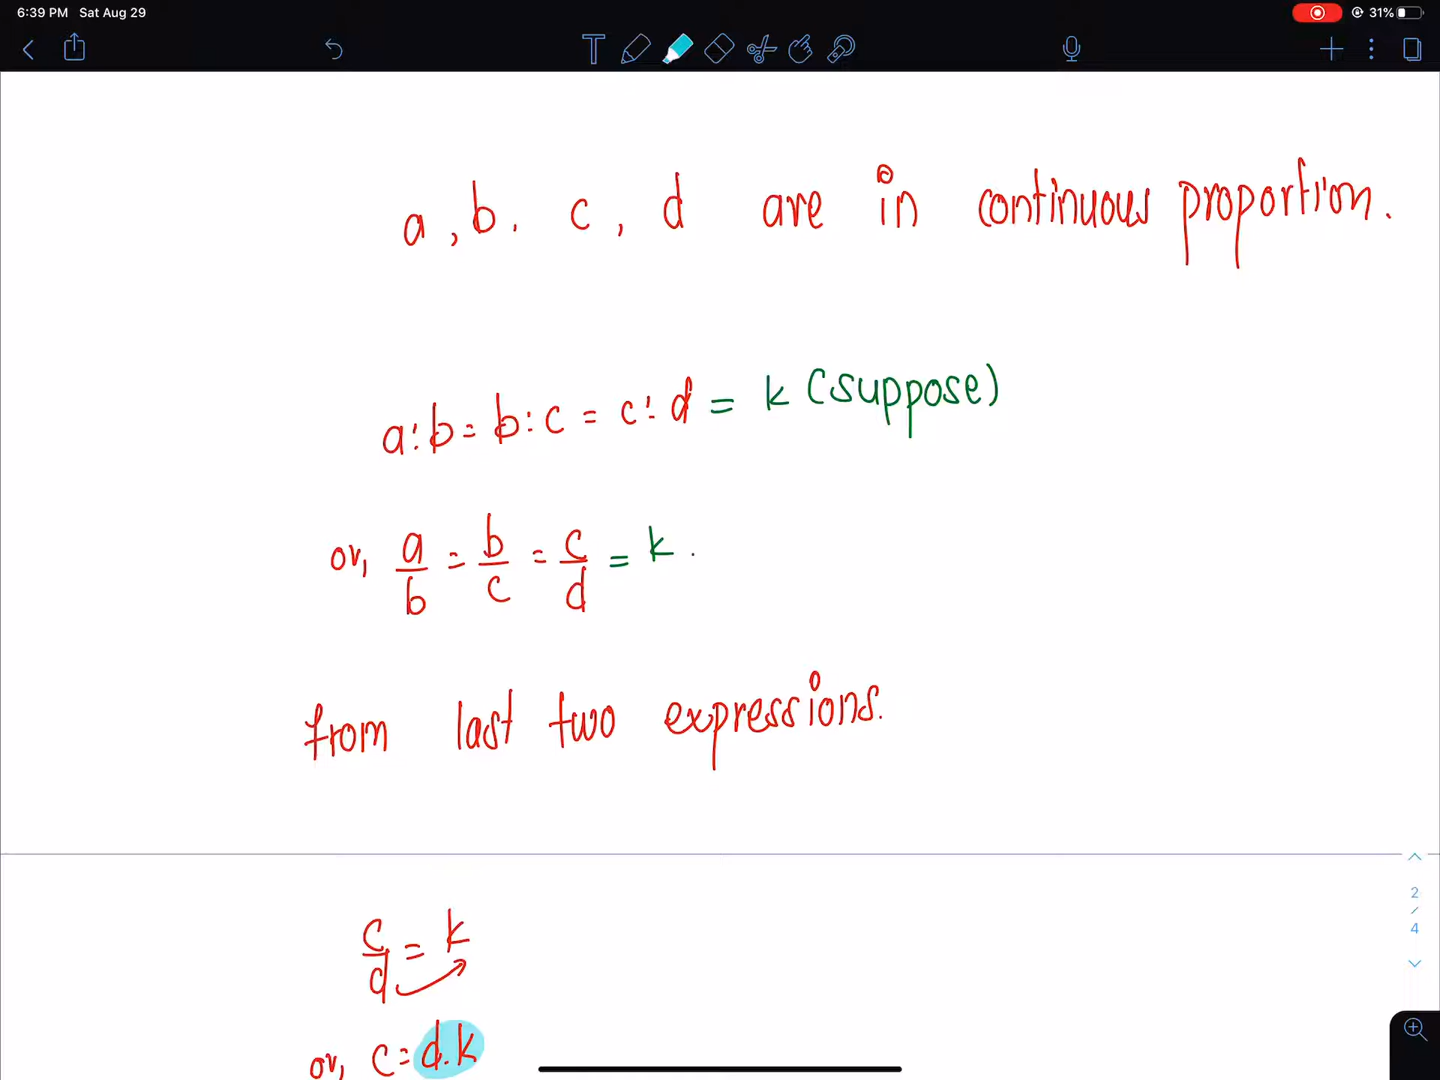 6:39 PM Sat Aug 29
31%
T
a, b, c, d are in continuous proportion.
a:b = b:c = c:d = k (suppose)
or, a/b = b/c = c/d = k.
from last two expressions.
2 / 4
c/d = k
or, c = d.k